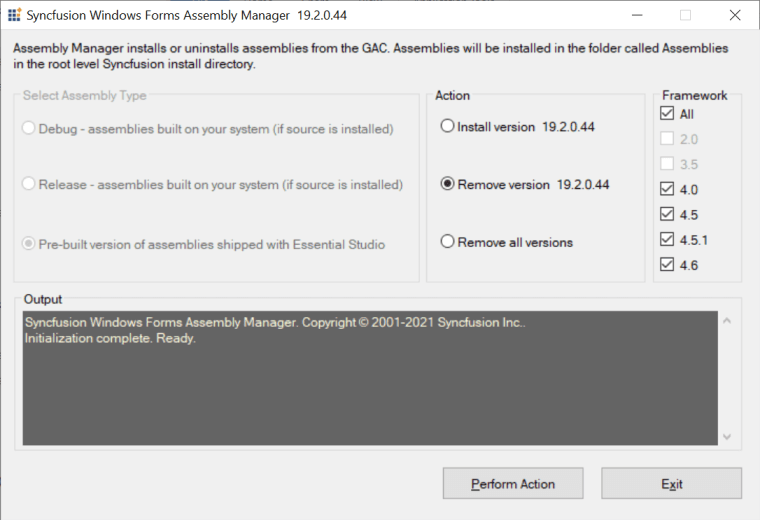 Syncfusion Windows Forms Assembly Manager 19.2.0.44
Assembly Manager installs or uninstalls assemblies from the GAC. Assemblies will be installed in the folder called Assemblies
in the root level Syncfusion install directory.
Select Assembly Type
Debug - assemblies built on your system (if source is installed)
Release - assemblies built on your system (if source is installed)
Pre-built version of assemblies shipped with Essential Studio
Action
Install version 19.2.0.44
Remove version 19.2.0.44
Remove all versions
Framework
All
2.0
3.5
4.0
4.5
4.5.1
4.6
Output
Syncfusion Windows Forms Assembly Manager. Copyright © 2001-2021 Syncfusion Inc..
Initialization complete. Ready.
Perform Action
Exit